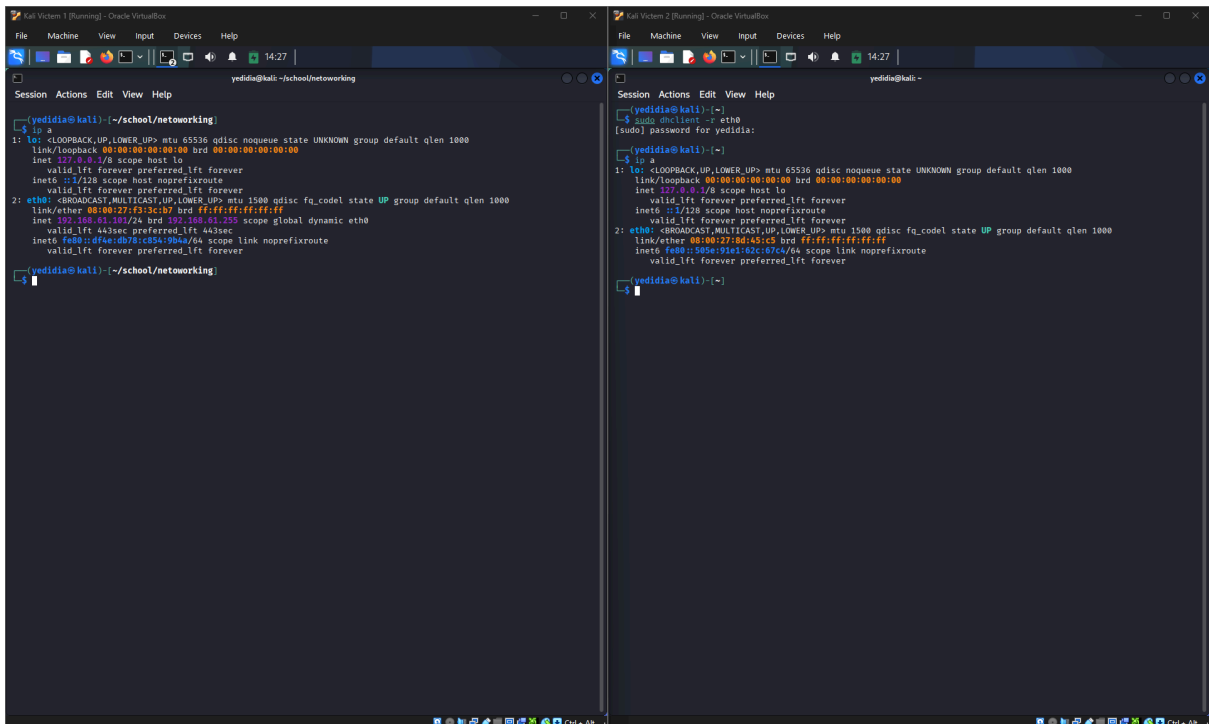 Kali Victem 1 [Running] - Oracle VirtualBox
File Machine View Input Devices Help
14:27
yedidia@kali: ~/school/netoworking
Session Actions Edit View Help
┌──(yedidia㉿kali)-[~/school/netoworking]
└─$ ip a
1: lo: <LOOPBACK,UP,LOWER_UP> mtu 65536 qdisc noqueue state UNKNOWN group default qlen 1000
link/loopback 00:00:00:00:00:00 brd 00:00:00:00:00:00
inet 127.0.0.1/8 scope host lo
valid_lft forever preferred_lft forever
inet6 ::1/128 scope host noprefixroute
valid_lft forever preferred_lft forever
2: eth0: <BROADCAST,MULTICAST,UP,LOWER_UP> mtu 1500 qdisc fq_codel state UP group default qlen 1000
link/ether 08:00:27:f3:3c:b7 brd ff:ff:ff:ff:ff:ff
inet 192.168.61.101/24 brd 192.168.61.255 scope global dynamic eth0
valid_lft 443sec preferred_lft 443sec
inet6 fe80::df4e:db78:c854:9b4a/64 scope link noprefixroute
valid_lft forever preferred_lft forever
┌──(yedidia㉿kali)-[~/school/netoworking]
└─$
Kali Victem 2 [Running] - Oracle VirtualBox
File Machine View Input Devices Help
14:27
yedidia@kali: ~
Session Actions Edit View Help
┌──(yedidia㉿kali)-[~]
└─$ sudo dhclient -r eth0
[sudo] password for yedidia:
┌──(yedidia㉿kali)-[~]
└─$ ip a
1: lo: <LOOPBACK,UP,LOWER_UP> mtu 65536 qdisc noqueue state UNKNOWN group default qlen 1000
link/loopback 00:00:00:00:00:00 brd 00:00:00:00:00:00
inet 127.0.0.1/8 scope host lo
valid_lft forever preferred_lft forever
inet6 ::1/128 scope host noprefixroute
valid_lft forever preferred_lft forever
2: eth0: <BROADCAST,MULTICAST,UP,LOWER_UP> mtu 1500 qdisc fq_codel state UP group default qlen 1000
link/ether 08:00:27:8d:45:c5 brd ff:ff:ff:ff:ff:ff
inet6 fe80::505e:91e1:62c:67c4/64 scope link noprefixroute
valid_lft forever preferred_lft forever
┌──(yedidia㉿kali)-[~]
└─$